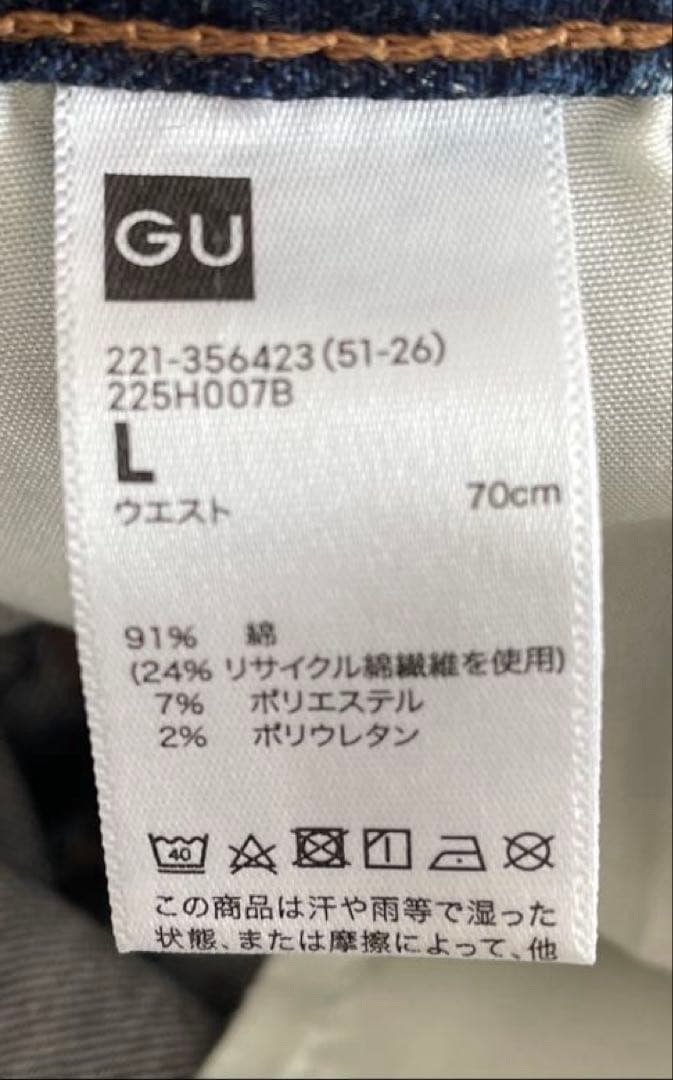 GU
221-356423(51-26)
225H007B
L
ウエスト 70cm
91% 綿
(24% リサイクル綿繊維を使用)
7% ポリエステル
2% ポリウレタン
40
この商品は汗や雨等で湿った
状態、または摩擦によって、他